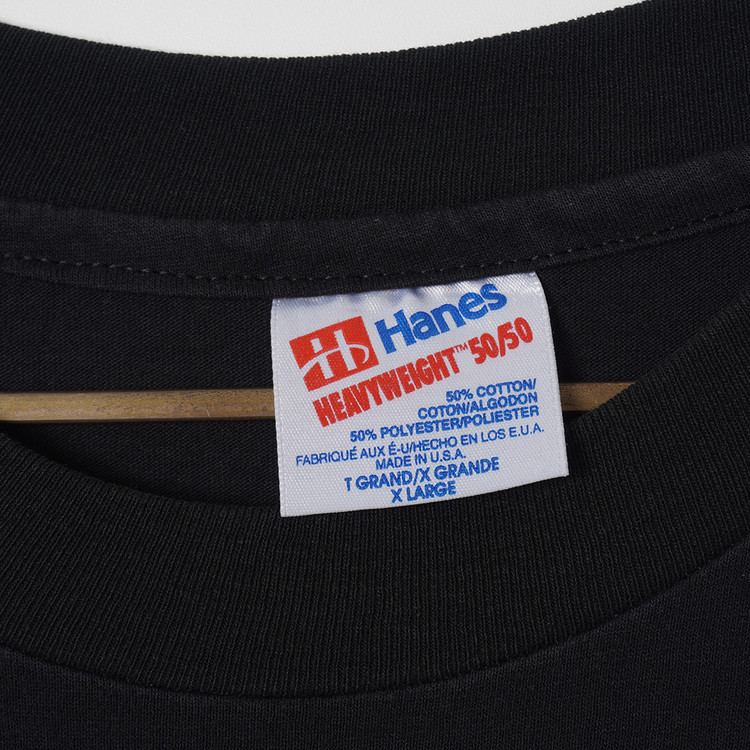 Hanes
HEAVYWEIGHT™ 50/50
50% COTTON/
COTON/ALGODON
50% POLYESTER/POLIESTER
FABRIQUÉ AUX É-U/HECHO EN LOS E.U.A.
MADE IN U.S.A.
T GRAND/X GRANDE
X LARGE